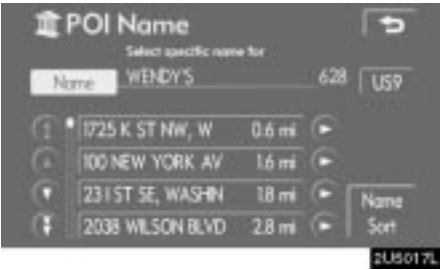 POI Name
Select specific name for
Name WENDY'S 628 US9
1725 K ST NW, W 0.6 mi
100 NEW YORK AV 1.6 mi
231 ST SE, WASHIN 1.8 mi
2038 WILSON BLVD 2.8 mi
Name
Sort
2U5017L